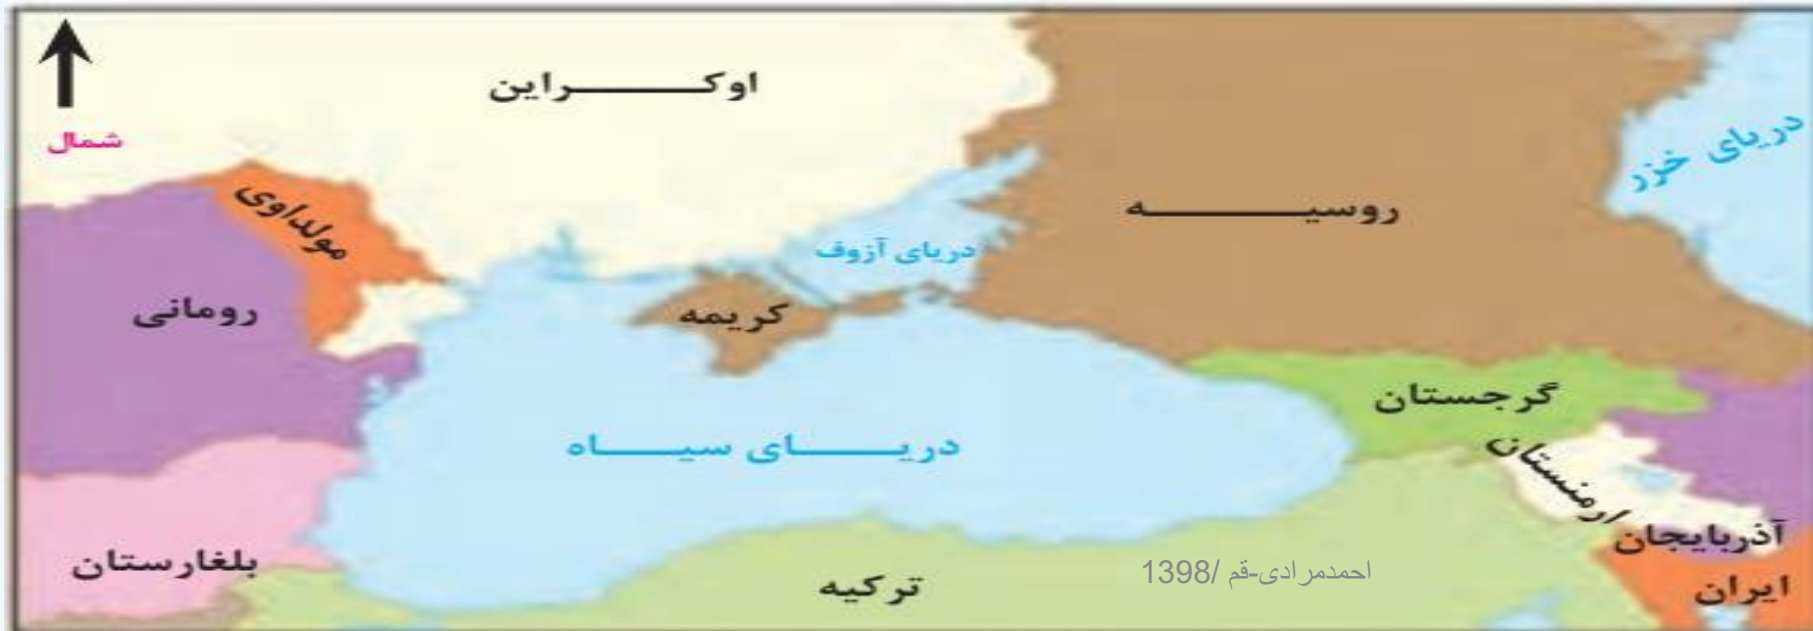 اوکراین
شمال
دریای خزر
مولداوی
روسیه
دریای آزوف
رومانی
کریمه
گرجستان
دریای سیاه
ارمنستان
آذربایجان
بلغارستان
ترکیه
احمدمرادی-قم /1398
ایران